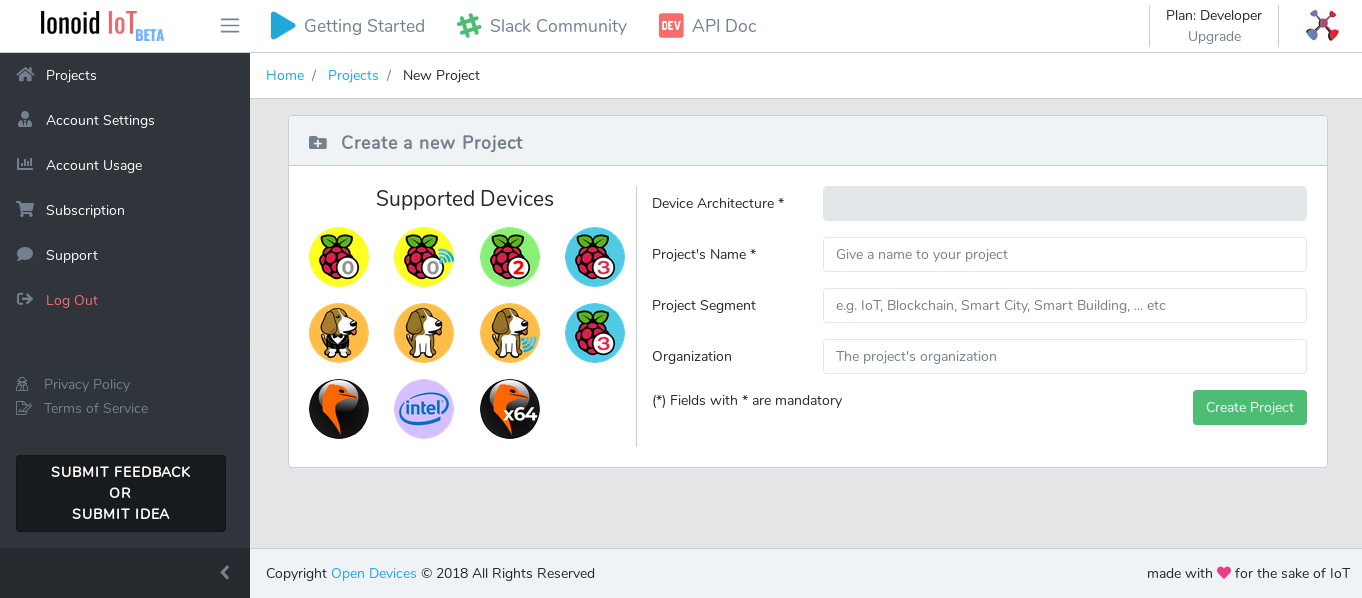 Ionoid IoT BETA
Getting Started
Slack Community
DEV API Doc
Plan: Developer
Upgrade
Projects
Account Settings
Account Usage
Subscription
Support
Log Out
Privacy Policy
Terms of Service
SUBMIT FEEDBACK
OR
SUBMIT IDEA
Home / Projects / New Project
Create a new Project
Supported Devices
0 0 2 3
3
intel x64
Device Architecture *
Project's Name * Give a name to your project
Project Segment e.g. IoT, Blockchain, Smart City, Smart Building, ... etc
Organization The project's organization
(*) Fields with * are mandatory
Create Project
Copyright Open Devices © 2018 All Rights Reserved
made with for the sake of IoT